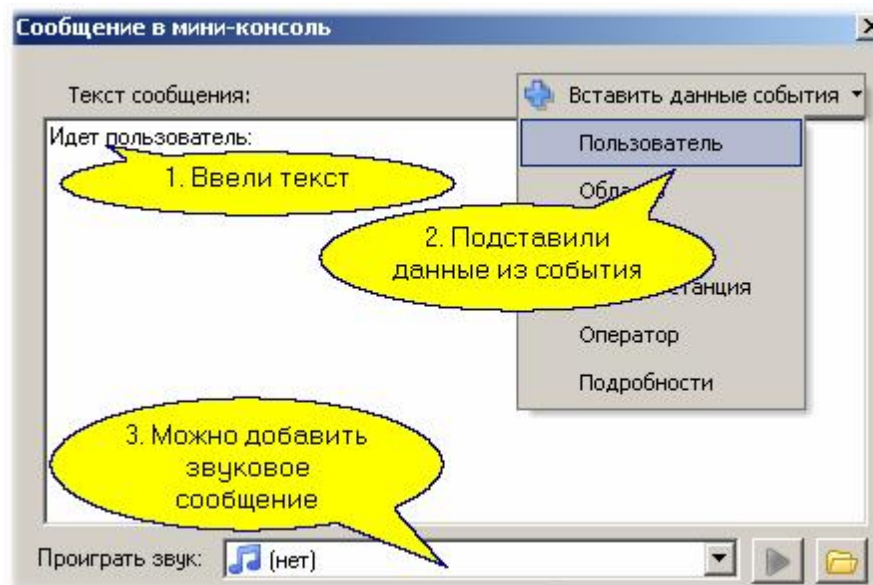 Сообщение в мини-консоль
Текст сообщения:
Вставить данные события
Идет пользователь:
Пользователь
1. Ввели текст
2. Подставили
данные из события
Оператор
Подробности
3. Можно добавить
звуковое
сообщение
Проиграть звук:
(нет)